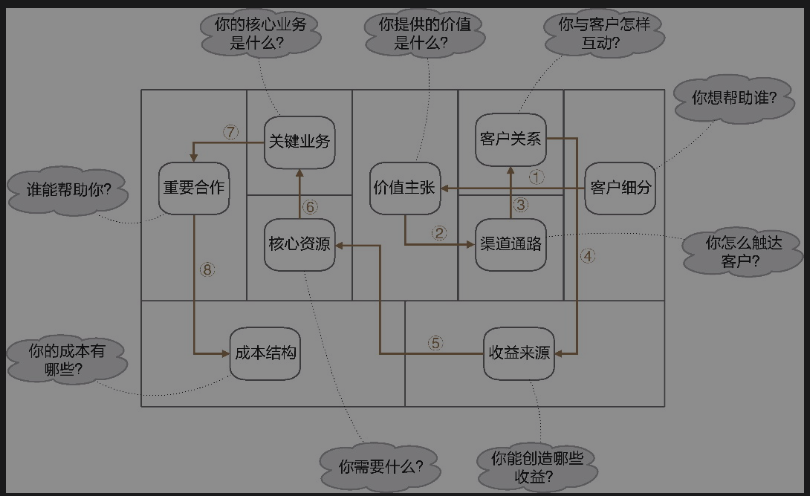 你的核心业务
是什么?
你提供的价值
是什么?
你与客户怎样
互动?
你想帮助谁?
⑦
关键业务
客户关系
谁能帮助你?
重要合作
价值主张
①
客户细分
⑥
③
核心资源
②
渠道通路
④
你怎么触达
客户?
⑧
你的成本有
哪些?
成本结构
⑤
收益来源
你需要什么?
你能创造哪些
收益?